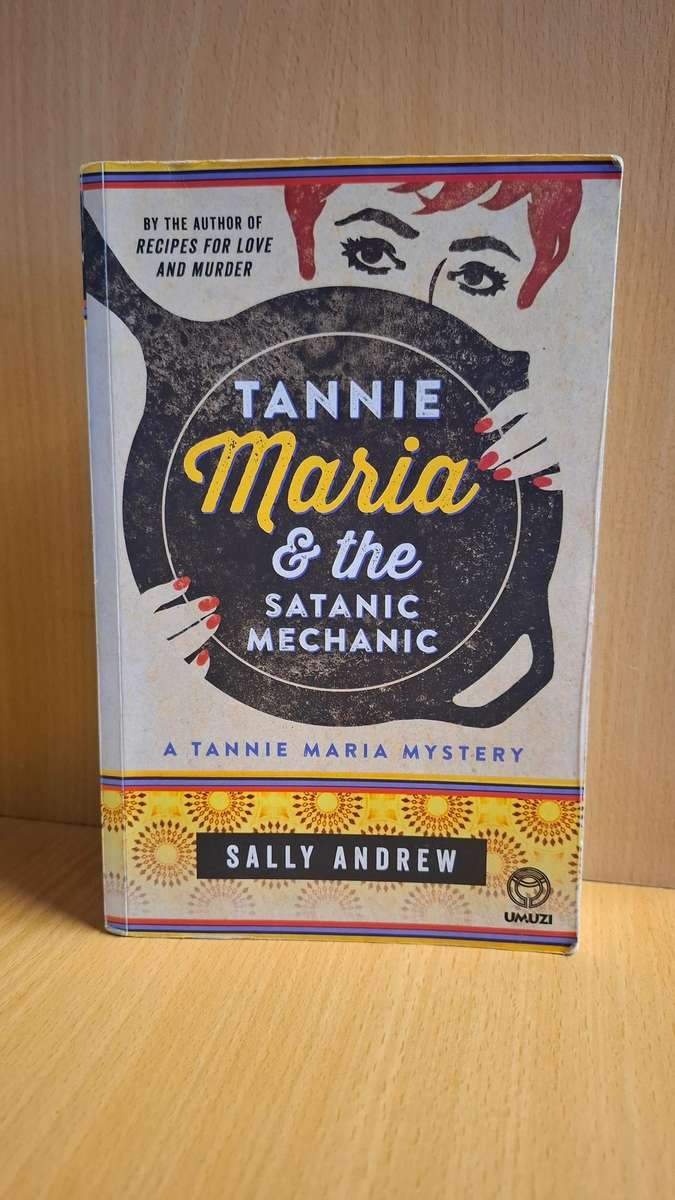 BY THE AUTHOR OF
RECIPES FOR LOVE
AND MURDER
TANNIE
Maria
& the
SATANIC
MECHANIC
A TANNIE MARIA MYSTERY
SALLY ANDREW
UMUZI